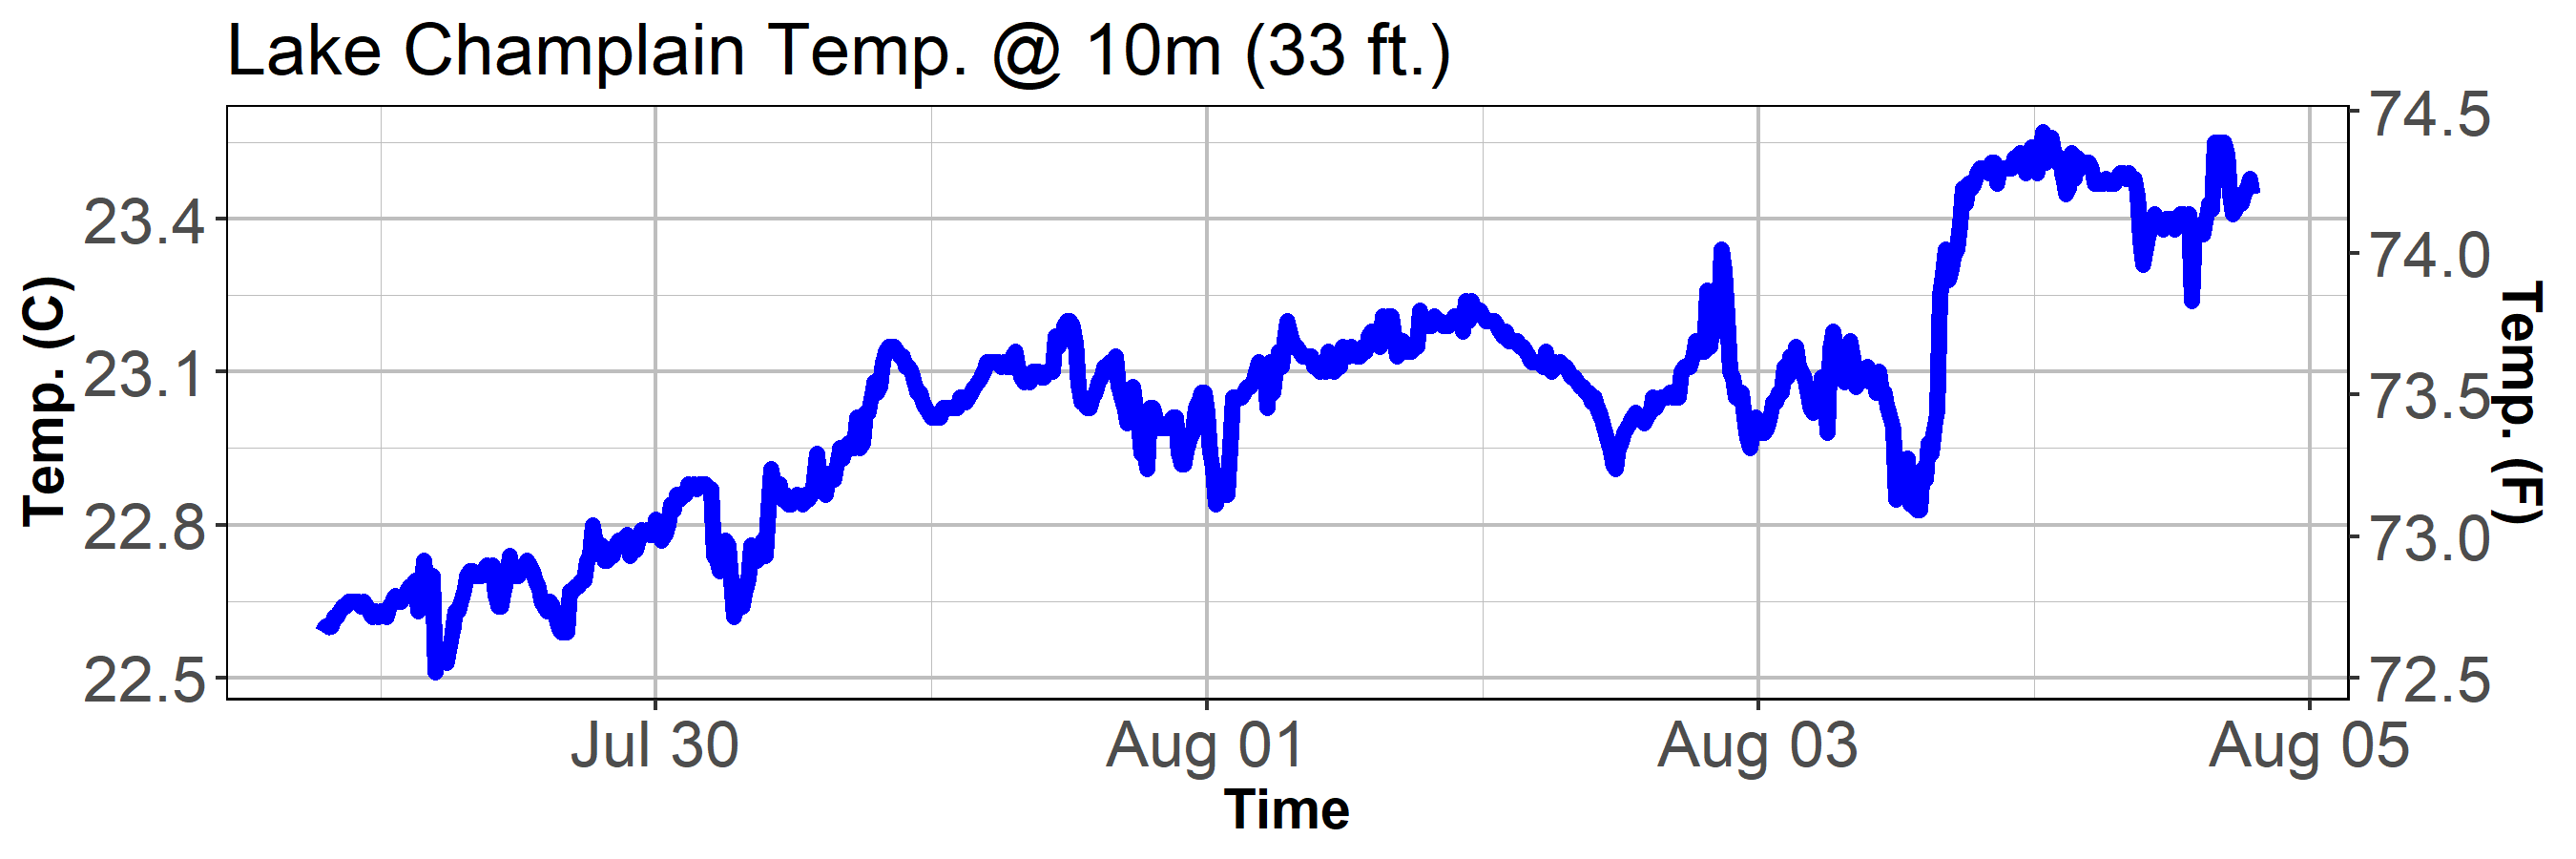 Lake Champlain Temp. @ 10m (33 ft.)
Temp. (C)
23.4
23.1
22.8
22.5
74.5
74.0
73.5
73.0
72.5
Temp. (F)
Jul 30
Aug 01
Aug 03
Aug 05
Time